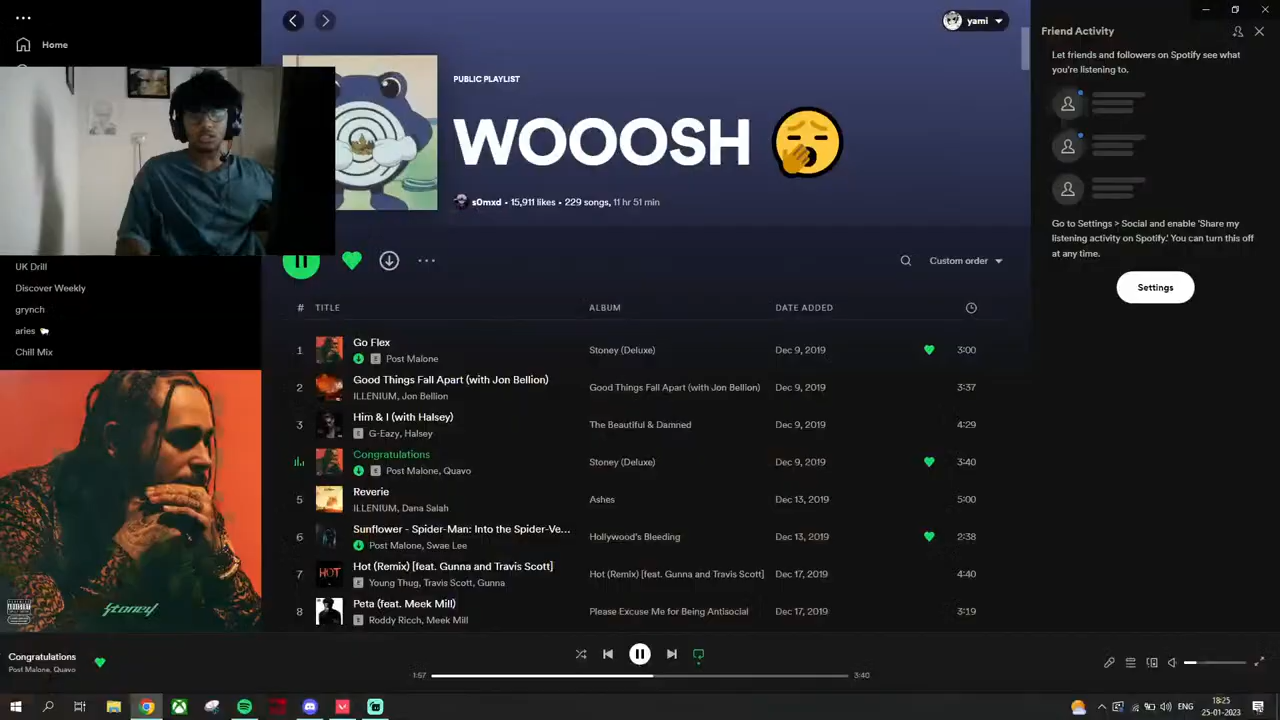 yami
Friend Activity
Home
Let friends and followers on Spotify see what
you're listening to.
PUBLIC PLAYLIST
WOOOSH 🥱
s0mxd • 15,911 likes • 229 songs, 11 hr 51 min
Go to Settings > Social and enable 'Share my
listening activity on Spotify.' You can turn this off
at any time.
Settings
UK Drill
Discover Weekly
grynch
aries
Chill Mix
Custom order
# TITLE ALBUM DATE ADDED
1 Go Flex Stoney (Deluxe) Dec 9, 2019 3:00
E Post Malone
2 Good Things Fall Apart (with Jon Bellion) Good Things Fall Apart (with Jon Bellion) Dec 9, 2019 3:37
ILLENIUM, Jon Bellion
3 Him & I (with Halsey) The Beautiful & Damned Dec 9, 2019 4:29
E G-Eazy, Halsey
Congratulations Stoney (Deluxe) Dec 9, 2019 3:40
E Post Malone, Quavo
5 Reverie Ashes Dec 13, 2019 5:00
ILLENIUM, Dana Salah
6 Sunflower - Spider-Man: Into the Spider-Ve... Hollywood's Bleeding Dec 13, 2019 2:38
Post Malone, Swae Lee
7 Hot (Remix) [feat. Gunna and Travis Scott] Hot (Remix) [feat. Gunna and Travis Scott] Dec 17, 2019 4:40
E Young Thug, Travis Scott, Gunna
8 Peta (feat. Meek Mill) Please Excuse Me for Being Antisocial Dec 17, 2019 3:19
E Roddy Ricch, Meek Mill
HOT
Stoney
Congratulations
Post Malone, Quavo
1:57 3:40
ENG
18:25
25-01-2023